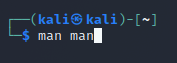 ┌──(kali㉿kali)-[~]
└─$ man man